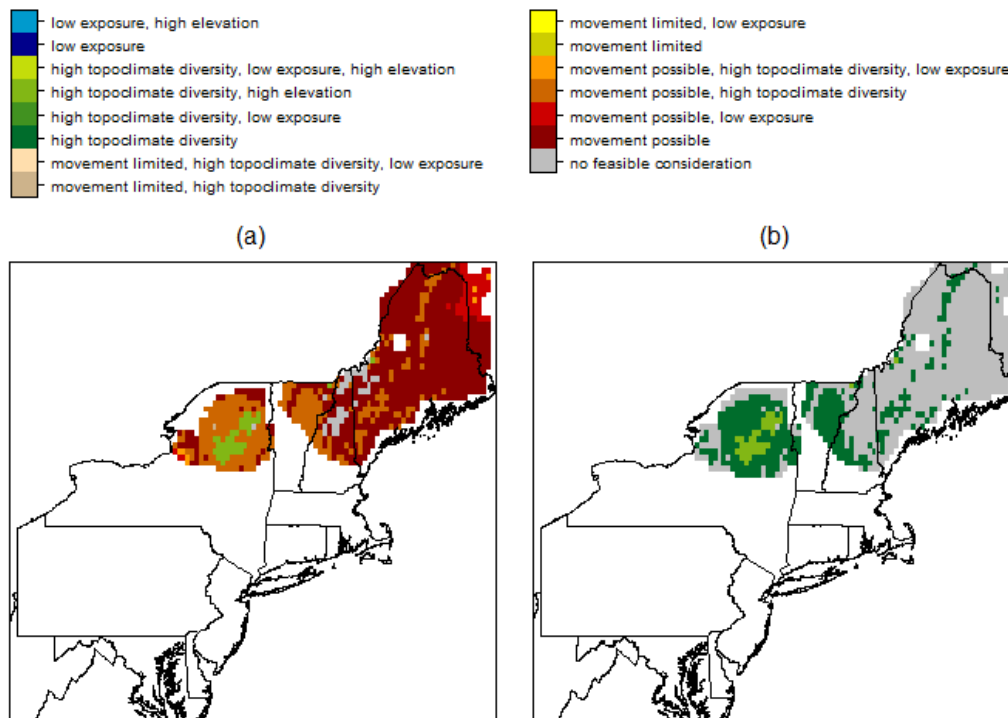 low exposure, high elevation
low exposure
high topoclimate diversity, low exposure, high elevation
high topoclimate diversity, high elevation
high topoclimate diversity, low exposure
high topoclimate diversity
movement limited, high topoclimate diversity, low exposure
movement limited, high topoclimate diversity
movement limited, low exposure
movement limited
movement possible, high topoclimate diversity, low exposure
movement possible, high topoclimate diversity
movement possible, low exposure
movement possible
no feasible consideration
(a)
(b)